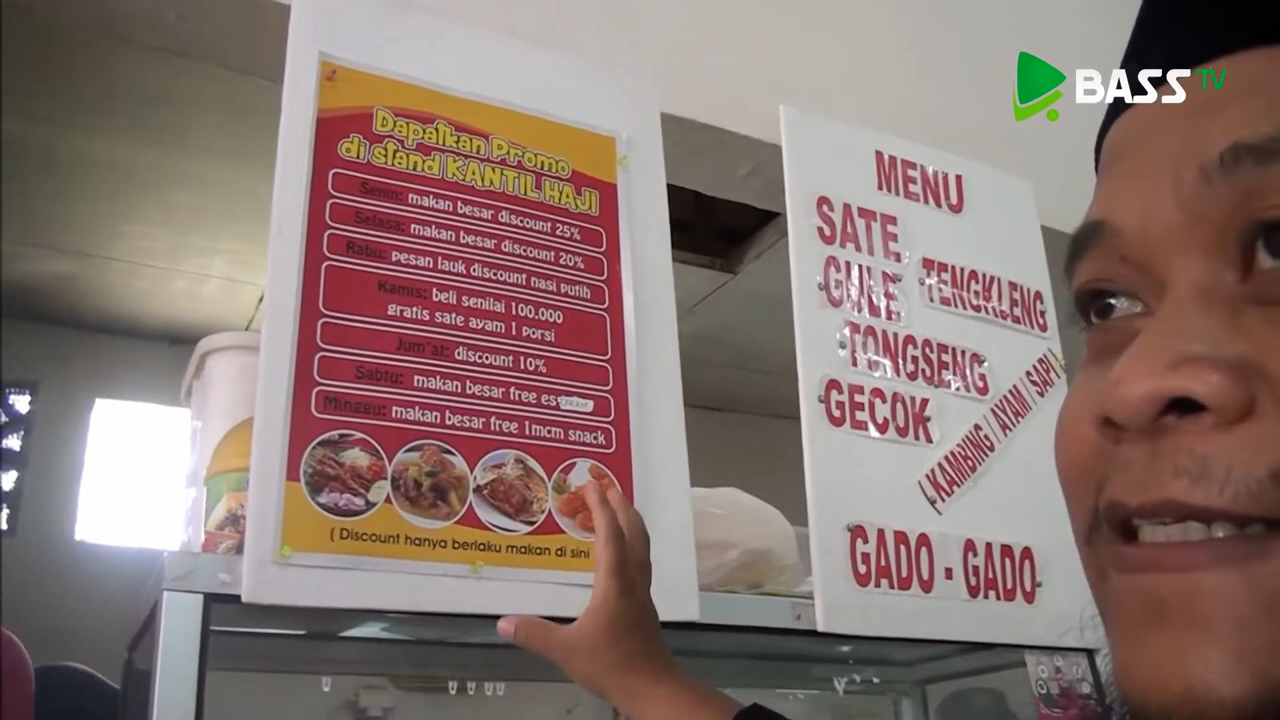 BASS TV
Dapatkan Promo
di stand KANTIL HAJI
Senin: makan besar discount 25%
Selasa: makan besar discount 20%
Rabu: pesan lauk discount nasi putih
Kamis: beli senilai 100.000
gratis sate ayam 1 porsi
Jum'at: discount 10%
Sabtu: makan besar free es
Minggu: makan besar free 1mcm snack
( Discount hanya berlaku makan di sini
MENU
SATE
GULE
TENGKLENG
TONGSENG
GECOK
( KAMBING / AYAM / SAPI )
GADO - GADO